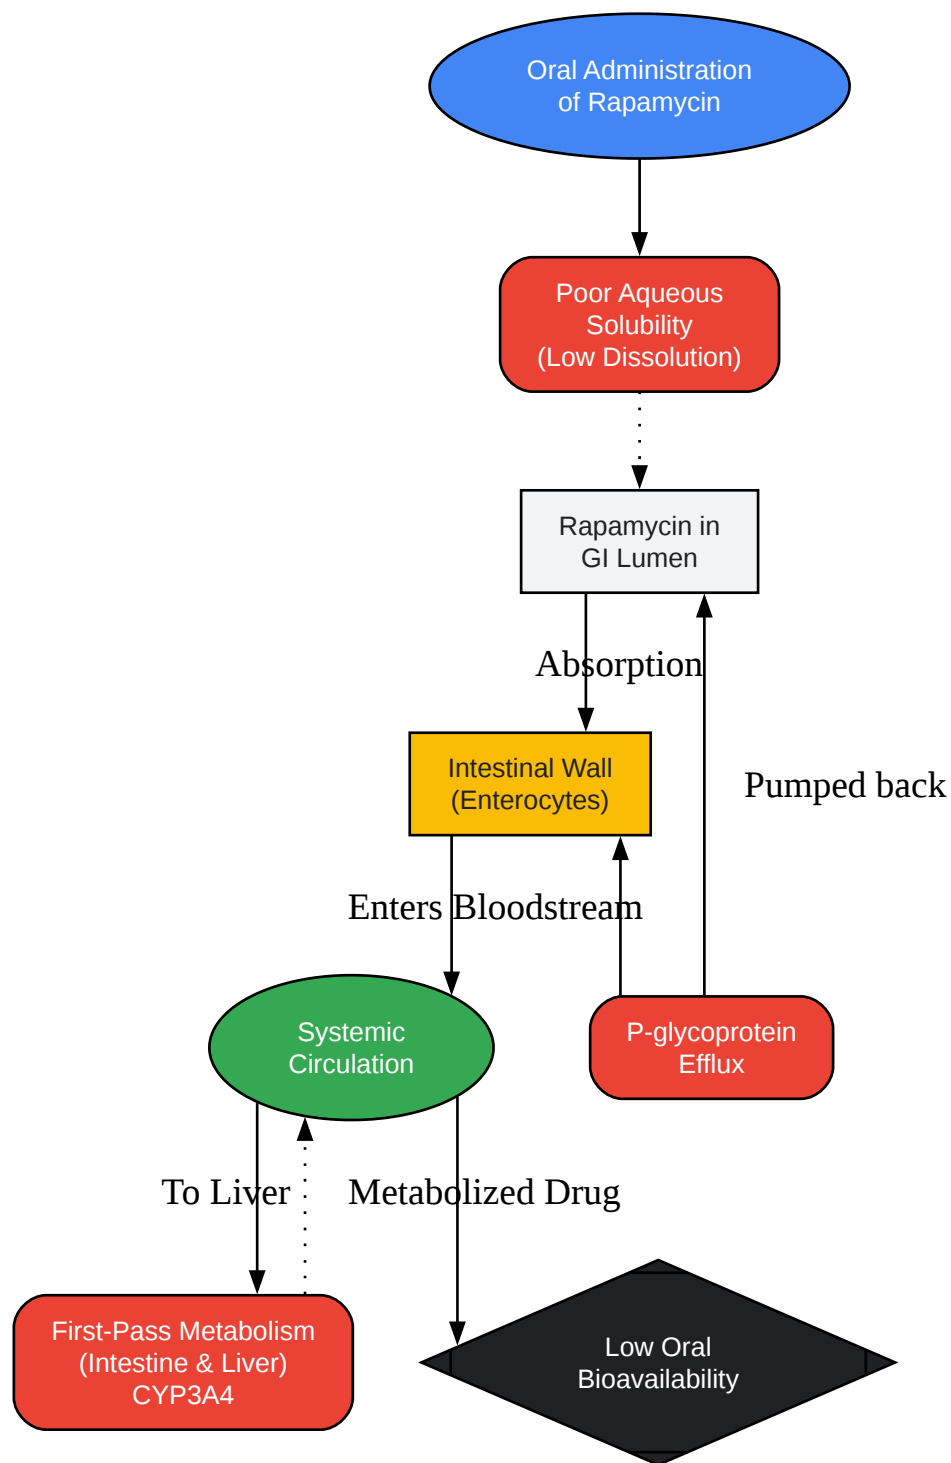 Oral Administration
of Rapamycin
Poor Aqueous
Solubility
(Low Dissolution)
Rapamycin in
GI Lumen
Absorption
Intestinal Wall
(Enterocytes)
Pumped back
Enters Bloodstream
Systemic
Circulation
P-glycoprotein
Efflux
To Liver
Metabolized Drug
First-Pass Metabolism
(Intestine & Liver)
CYP3A4
Low Oral
Bioavailability